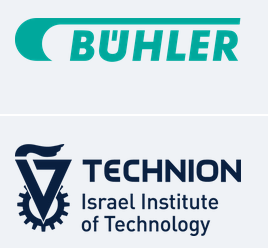 BÜHLER
TECHNION
Israel Institute
of Technology